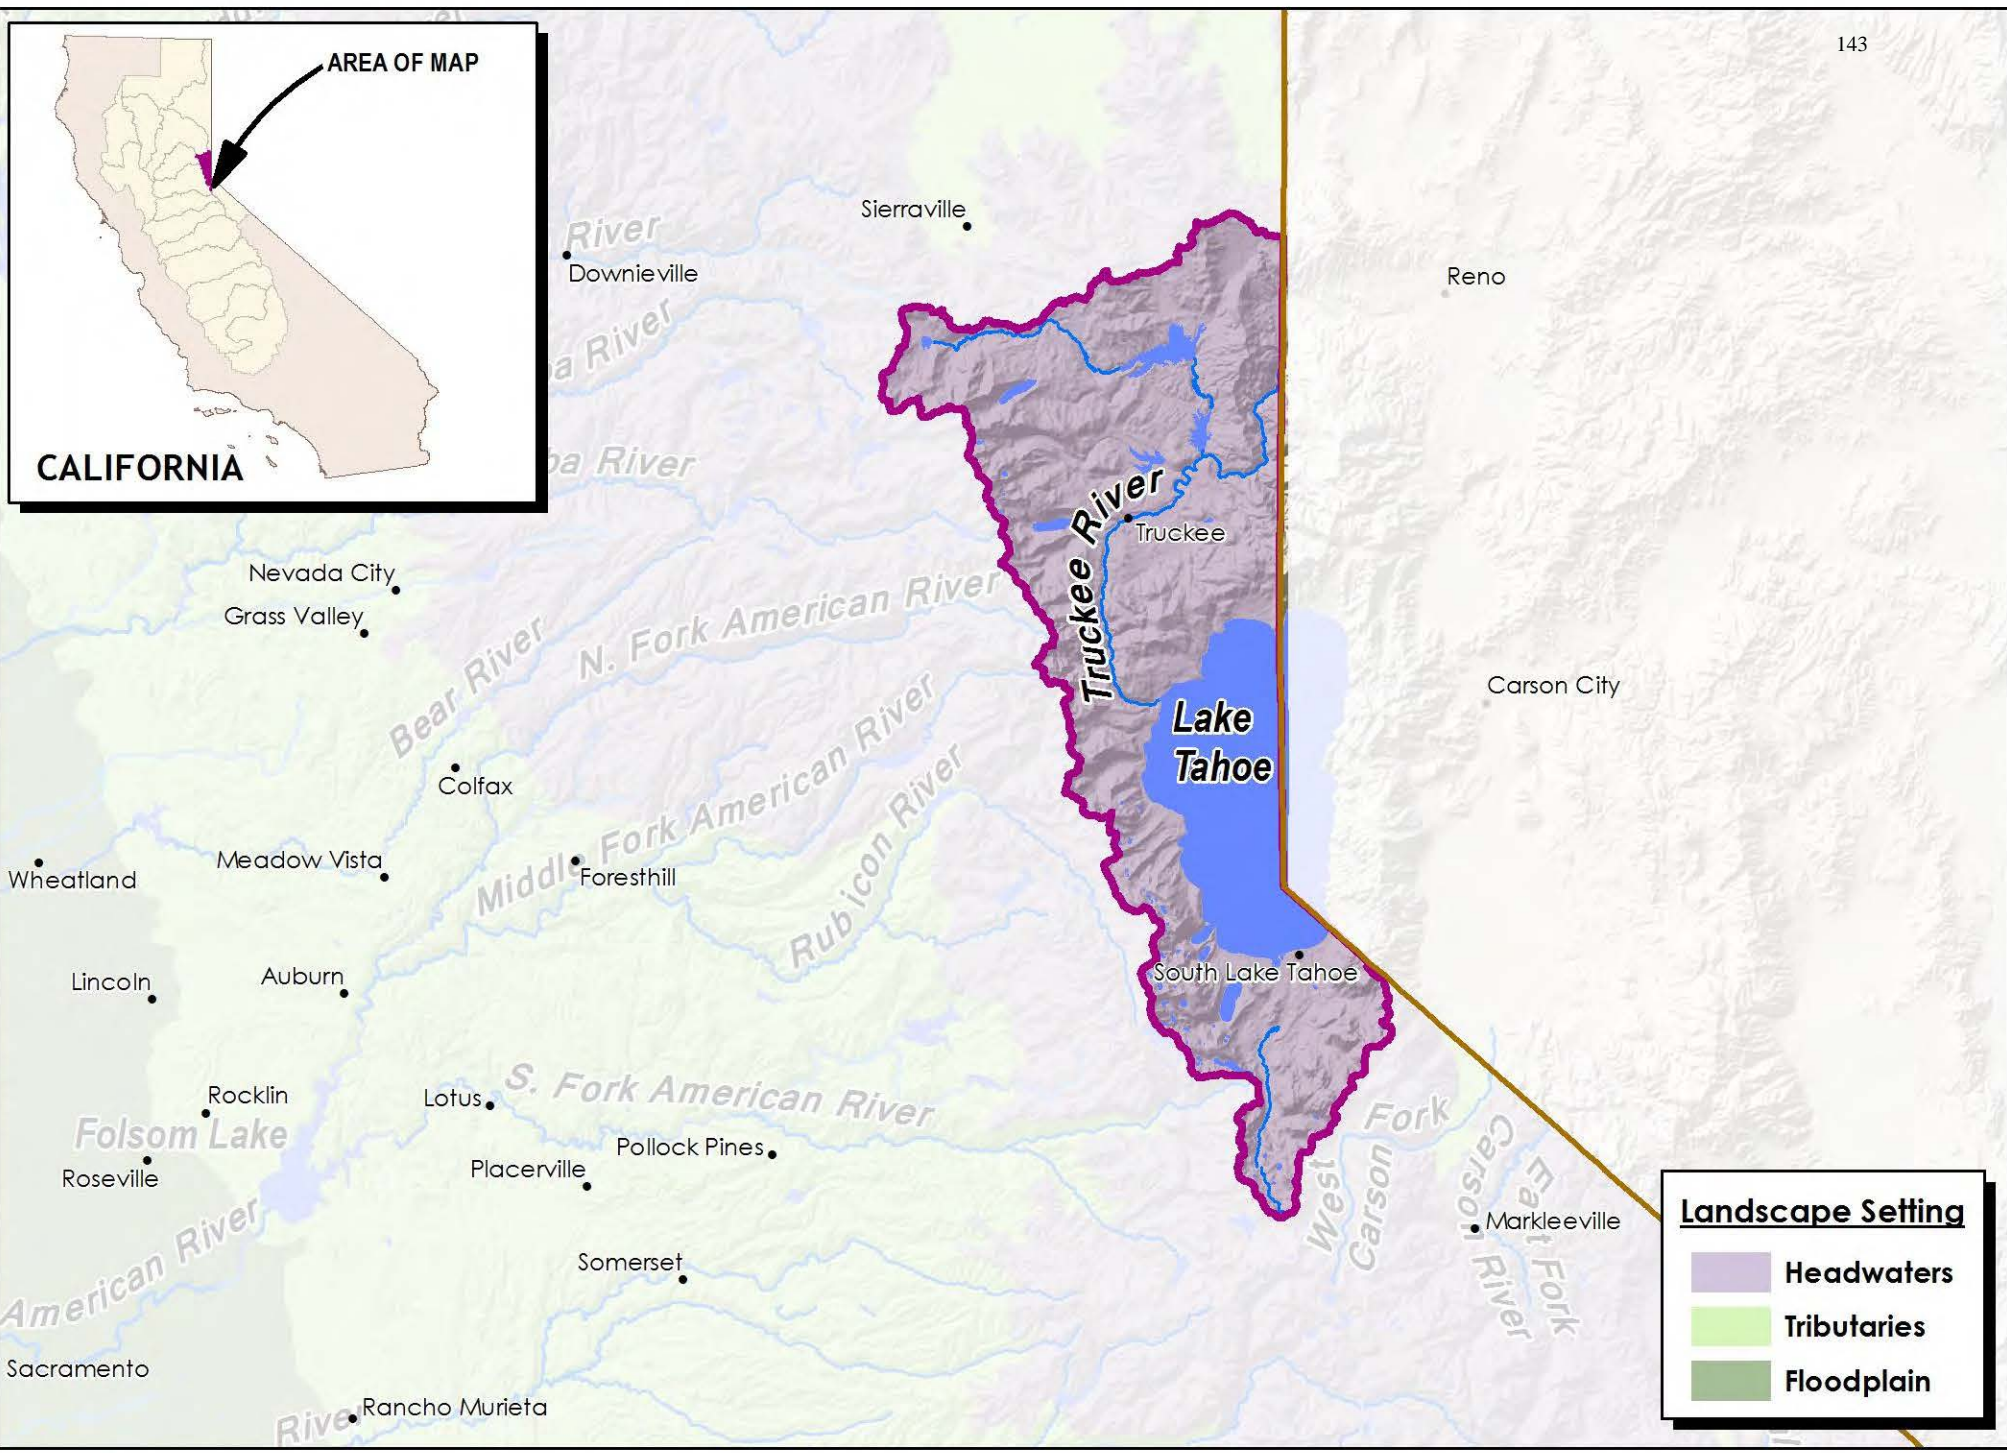 143
AREA OF MAP
CALIFORNIA
Sierraville
River
Downieville
Reno
River
River
Truckee River
Truckee
Nevada City
Grass Valley
N. Fork American River
Bear River
Carson City
Lake
Tahoe
Colfax
Middle Fork American River
Rubicon River
Meadow Vista
Foresthill
Wheatland
Lincoln
Auburn
South Lake Tahoe
Rocklin
Lotus
S. Fork American River
Folsom Lake
Pollock Pines
Roseville
Placerville
West
Fork
Carson
East Fork
Carson River
Markleeville
American River
Somerset
Sacramento
Rancho Murieta
River
Landscape Setting
Headwaters
Tributaries
Floodplain